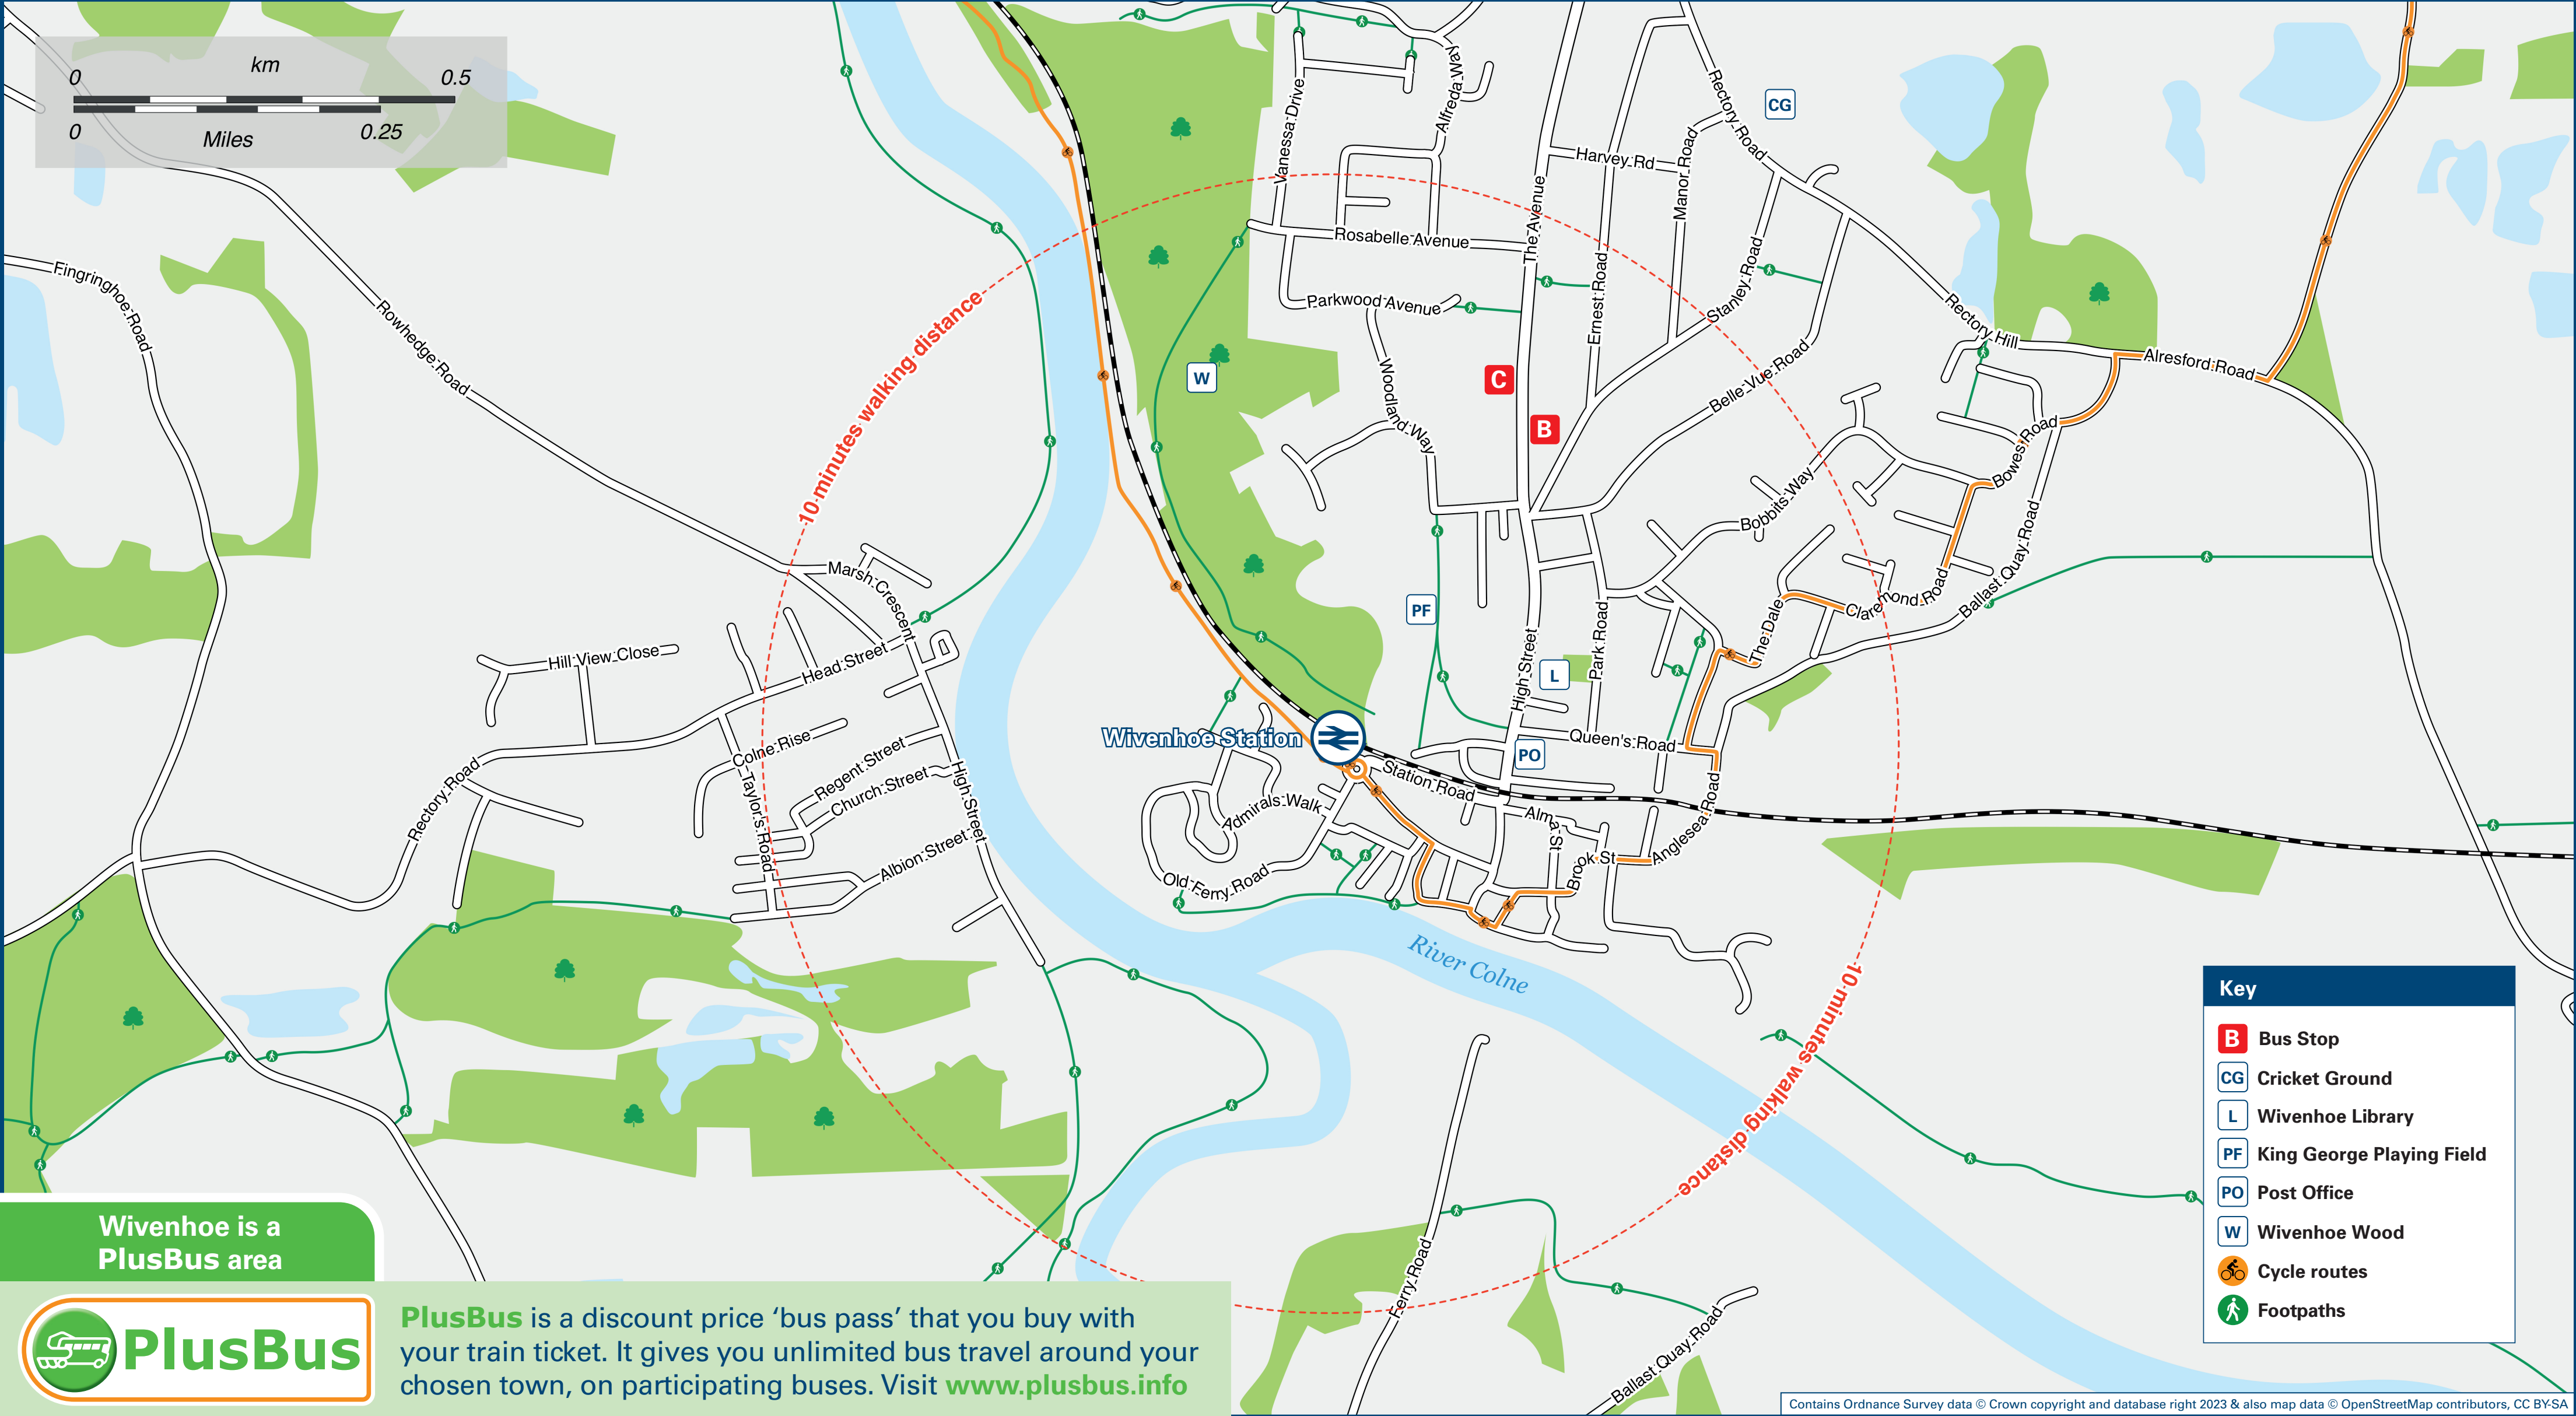 km
0
0.5
0
0.25
Miles
Fingringhoe Road
Rowhedge Road
10 minutes walking distance
Vanessa Drive
Alfreda Way
Rectory Road
CG
Harvey Rd
Manor Road
The Avenue
Rosabelle Avenue
Parkwood Avenue
Ernest Road
Stanley Road
Rectory Hill
Alresford Road
W
C
B
Woodland Way
Belle Vue Road
Bowes Road
Bobbits Way
Ballast Quay Road
Claremond Road
The Dale
Marsh Crescent
Head Street
Hill View Close
PF
High Street
L
Park Road
Colne Rise
Regent Street
Church Street
High Street
Taylor's Road
Albion Street
Rectory Road
Wivenhoe Station
PO
Queen's Road
Station Road
Admirals Walk
Old Ferry Road
Alma St
Brook St
Anglesea Road
River Colne
10 minutes walking distance
Ferry Road
Ballast Quay Road
Key
B Bus Stop
CG Cricket Ground
L Wivenhoe Library
PF King George Playing Field
PO Post Office
W Wivenhoe Wood
Cycle routes
Footpaths
Wivenhoe is a
PlusBus area
PlusBus
PlusBus is a discount price ‘bus pass’ that you buy with
your train ticket. It gives you unlimited bus travel around your
chosen town, on participating buses. Visit www.plusbus.info
Contains Ordnance Survey data © Crown copyright and database right 2023 & also map data © OpenStreetMap contributors, CC BY-SA